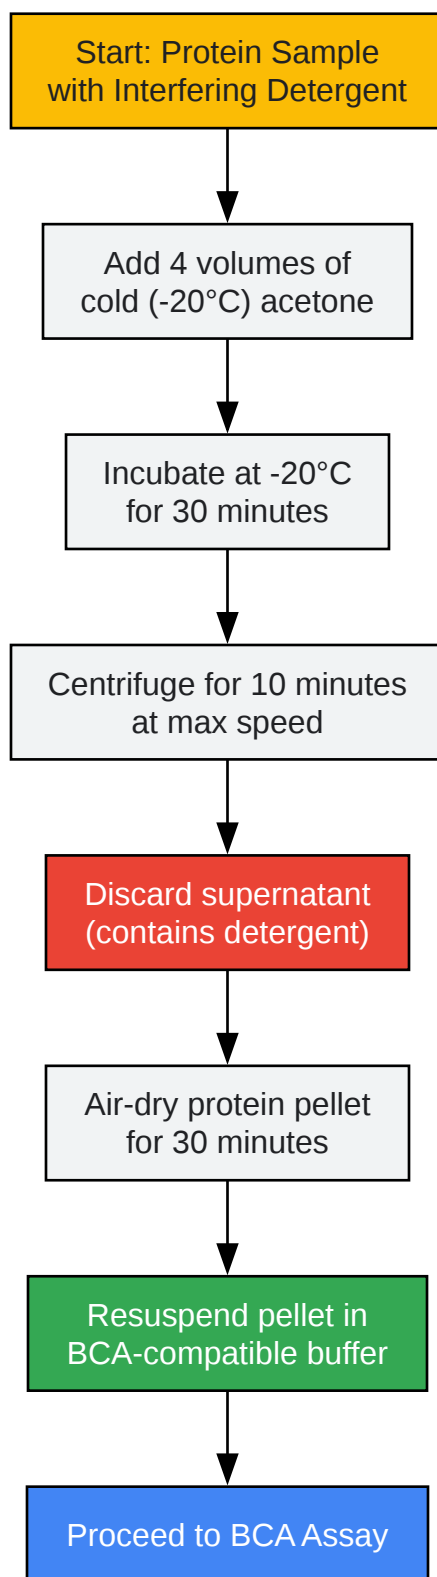 Start: Protein Sample
with Interfering Detergent
Add 4 volumes of
cold (-20°C) acetone
Incubate at -20°C
for 30 minutes
Centrifuge for 10 minutes
at max speed
Discard supernatant
(contains detergent)
Air-dry protein pellet
for 30 minutes
Resuspend pellet in
BCA-compatible buffer
Proceed to BCA Assay